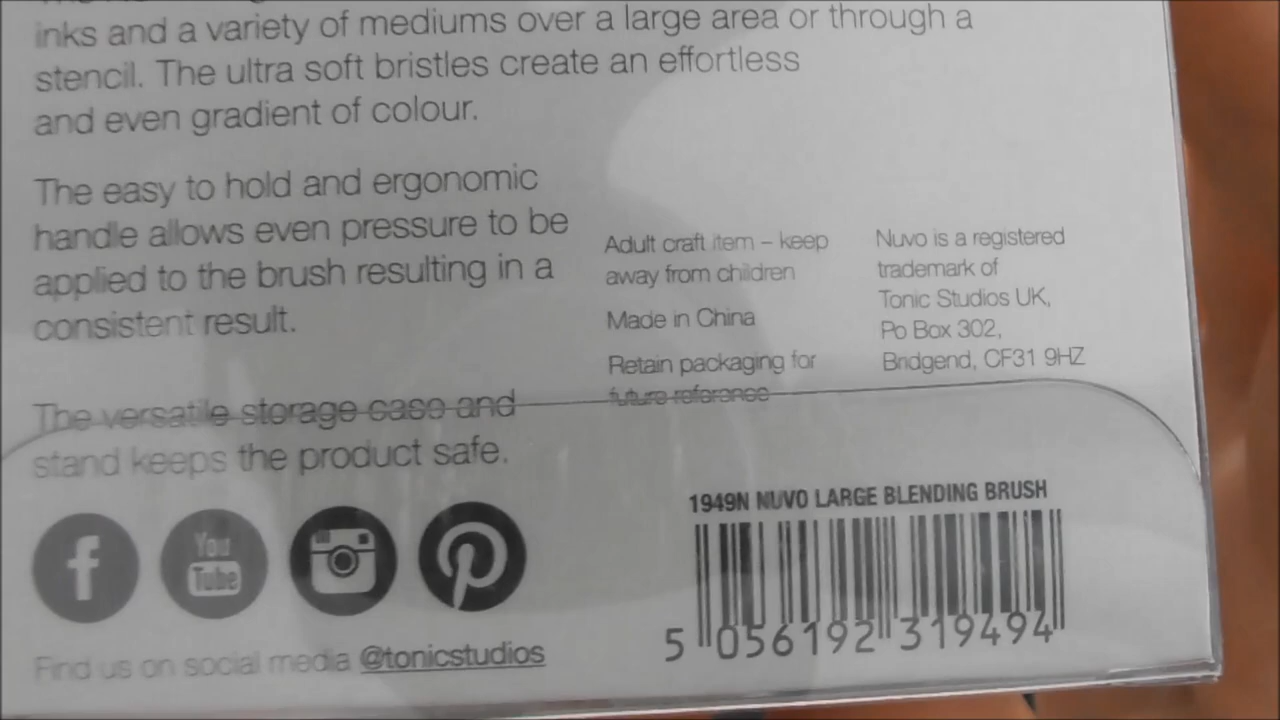 inks and a variety of mediums over a large area or through a
stencil. The ultra soft bristles create an effortless
and even gradient of colour.
The easy to hold and ergonomic
handle allows even pressure to be
applied to the brush resulting in a
consistent result.
The versatile storage case and
stand keeps the product safe.
Adult craft item – keep
away from children
Made in China
Retain packaging for
future reference
Nuvo is a registered
trademark of
Tonic Studios UK,
Po Box 302,
Bridgend, CF31 9HZ
f
You
Tube
Find us on social media @tonicstudios
1949N NUVO LARGE BLENDING BRUSH
5 056192 319494